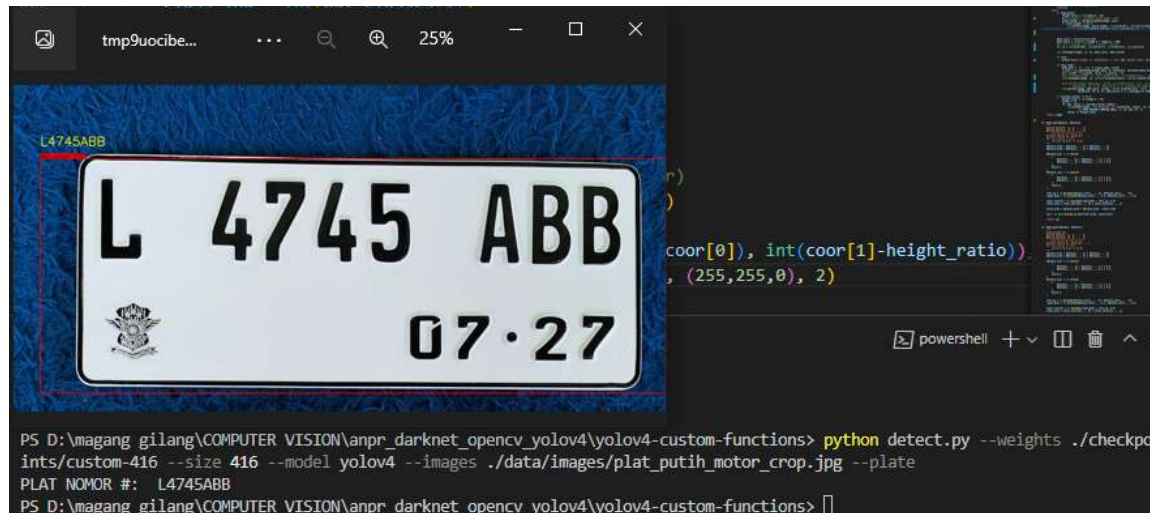 tmp9uocibe... ... 25%
L4745ABB
L 4745 ABB
07·27
r)
)
coor[0]), int(coor[1]-height_ratio))
, (255,255,0), 2)
powershell
PS D:\magang gilang\COMPUTER VISION\anpr_darknet_opencv_yolov4\yolov4-custom-functions> python detect.py --weights ./checkpo
ints/custom-416 --size 416 --model yolov4 --images ./data/images/plat_putih_motor_crop.jpg --plate
PLAT NOMOR #: L4745ABB
PS D:\magang gilang\COMPUTER VISION\anpr_darknet_opencv_yolov4\yolov4-custom-functions>